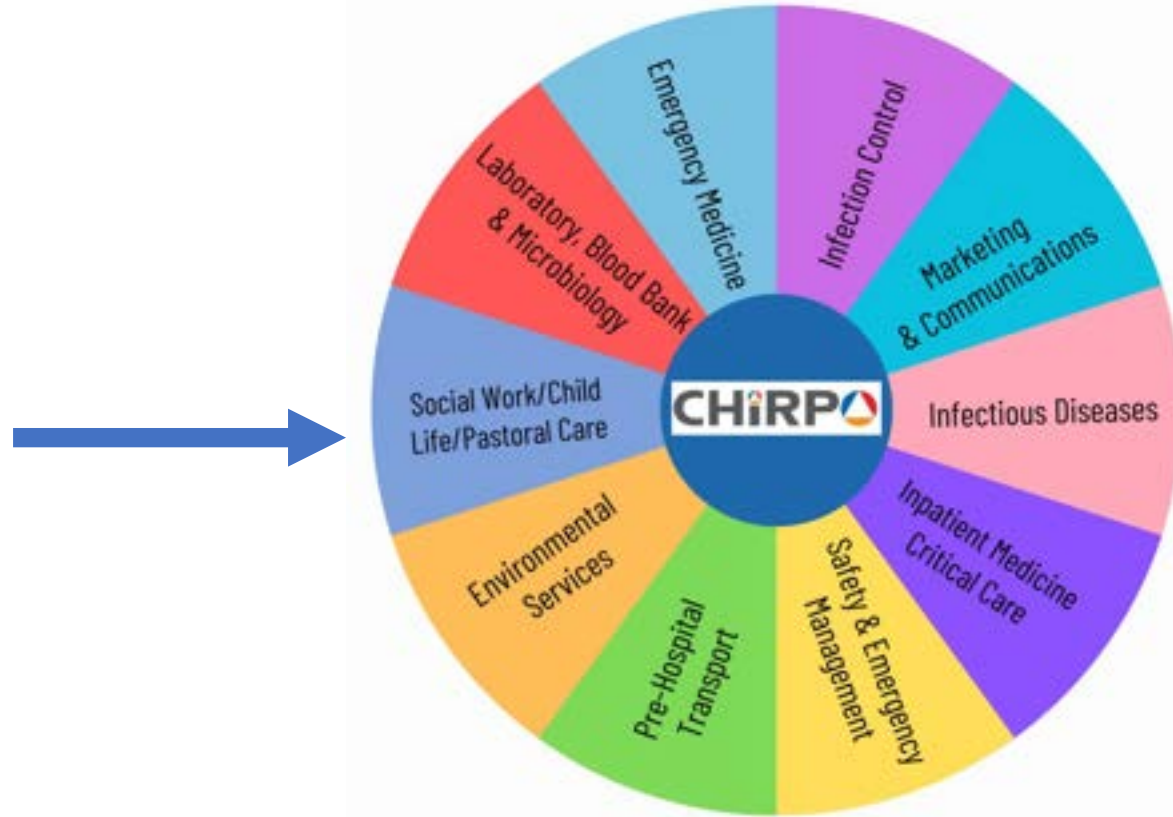 Emergency Medicine
Infection Control
Marketing
& Communications
Infectious Diseases
Inpatient Medicine
Critical Care
Safety & Emergency
Management
Pre-Hospital
Transport
Environmental
Services
Social Work/Child
Life/Pastoral Care
Laboratory, Blood Bank
& Microbiology
CHiRP